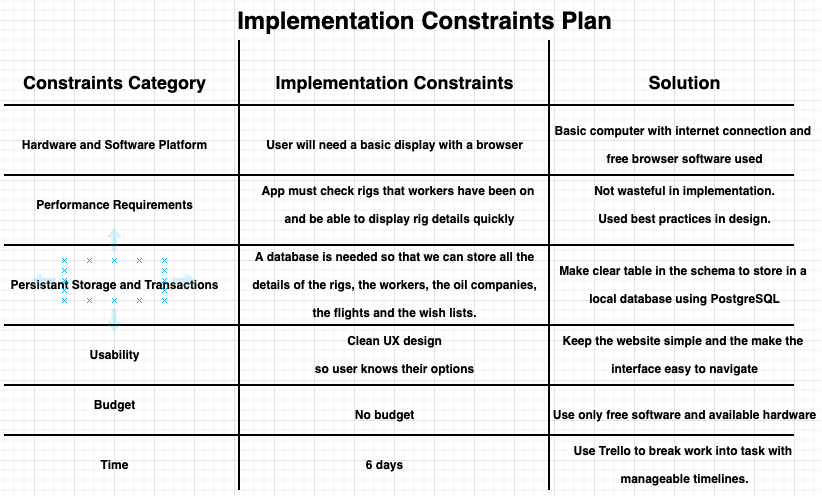 Implementation Constraints Plan
Constraints Category
Implementation Constraints
Solution
Hardware and Software Platform
User will need a basic display with a browser
Basic computer with internet connection and
free browser software used
Performance Requirements
App must check rigs that workers have been on
and be able to display rig details quickly
Not wasteful in implementation.
Used best practices in design.
Persistant Storage and Transactions
A database is needed so that we can store all the
details of the rigs, the workers, the oil companies,
the flights and the wish lists.
Make clear table in the schema to store in a
local database using PostgreSQL
Usability
Clean UX design
so user knows their options
Keep the website simple and the make the
interface easy to navigate
Budget
No budget
Use only free software and available hardware
Time
6 days
Use Trello to break work into task with
manageable timelines.